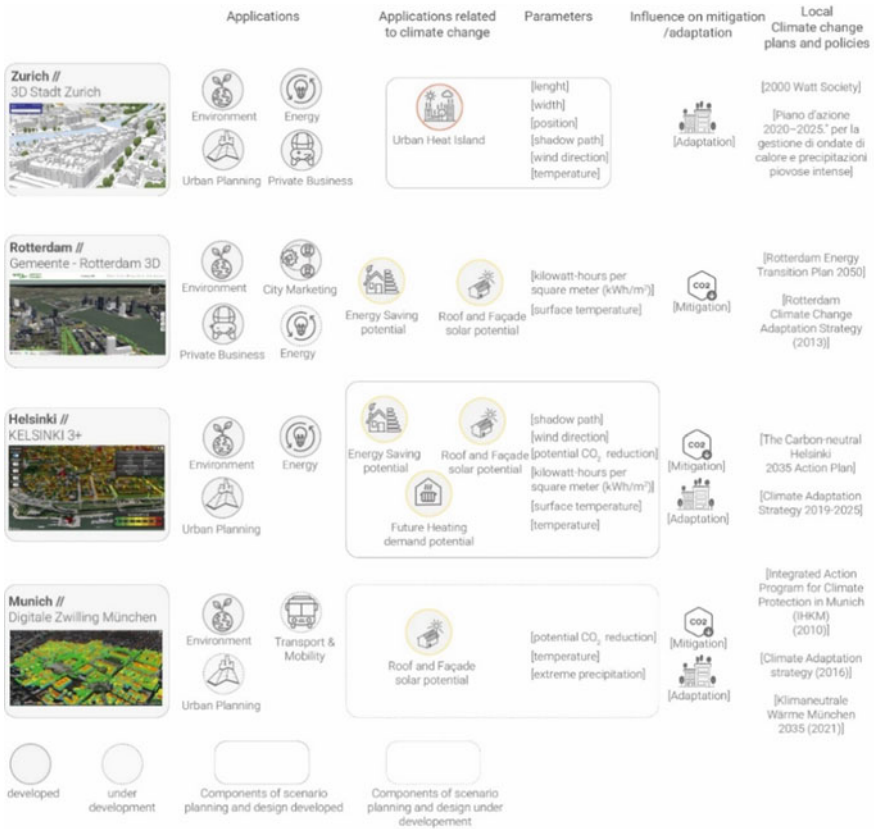 Applications
Applications related
to climate change
Parameters
Influence on mitigation
/adaptation
Local
Climate change
plans and policies
Zurich //
3D Stadt Zurich
Environment
Energy
Urban Planning
Private Business
Urban Heat Island
[lenght]
[width]
[position]
[shadow path]
[wind direction]
[temperature]
[Adaptation]
[2000 Watt Society]
[Piano d'azione
2020–2025." per la
gestione di ondate di
calore e precipitazioni
piovose intense]
Rotterdam //
Gemeente - Rotterdam 3D
Environment
City Marketing
Private Business
Energy
Energy Saving
potential
Roof and Façade
solar potential
[kilowatt-hours per
square meter (kWh/m²)]
[surface temperature]
CO2
[Mitigation]
[Rotterdam Energy
Transition Plan 2050]
[Rotterdam
Climate Change
Adaptation Strategy
(2013)]
Helsinki //
KELSINKI 3+
Environment
Energy
Urban Planning
Energy Saving
potential
Roof and Façade
solar potential
Future Heating
demand potential
[shadow path]
[wind direction]
[potential CO₂ reduction]
[kilowatt-hours per
square meter (kWh/m²)]
[surface temperature]
[temperature]
CO2
[Mitigation]
[Adaptation]
[The Carbon-neutral
Helsinki
2035 Action Plan]
[Climate Adaptation
Strategy 2019-2025]
Munich //
Digitale Zwilling München
Environment
Transport &
Mobility
Urban Planning
Roof and Façade
solar potential
[potential CO₂ reduction]
[temperature]
[extreme precipitation]
CO2
[Mitigation]
[Adaptation]
[Integrated Action
Program for Climate
Protection in Munich
(IHKM)
(2010)]
[Climate Adaptation
strategy (2016)]
[Klimaneutrale
Wärme München
2035 (2021)]
developed
under
development
Components of scenario
planning and design developed
Components of scenario
planning and design under
developement